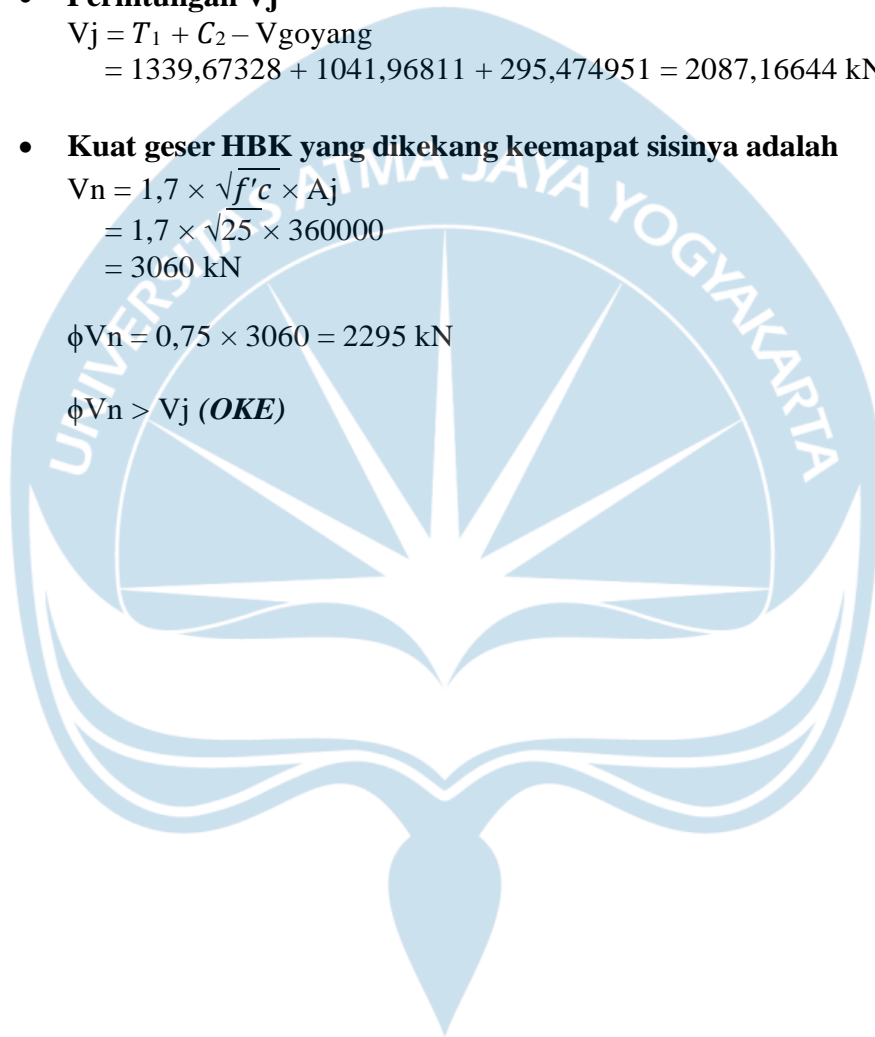 • Perhitungan Vj
Vj = T₁ + C₂ – Vgoyang
= 1339,67328 + 1041,96811 + 295,474951 = 2087,16644 kN
• Kuat geser HBK yang dikekang keemapat sisinya adalah
Vn = 1,7 × √f'c × Aj
= 1,7 × √25 × 360000
= 3060 kN
ϕVn = 0,75 × 3060 = 2295 kN
ϕVn > Vj (OKE)
UNIVERSITAS ATMA JAYA YOGYAKARTA